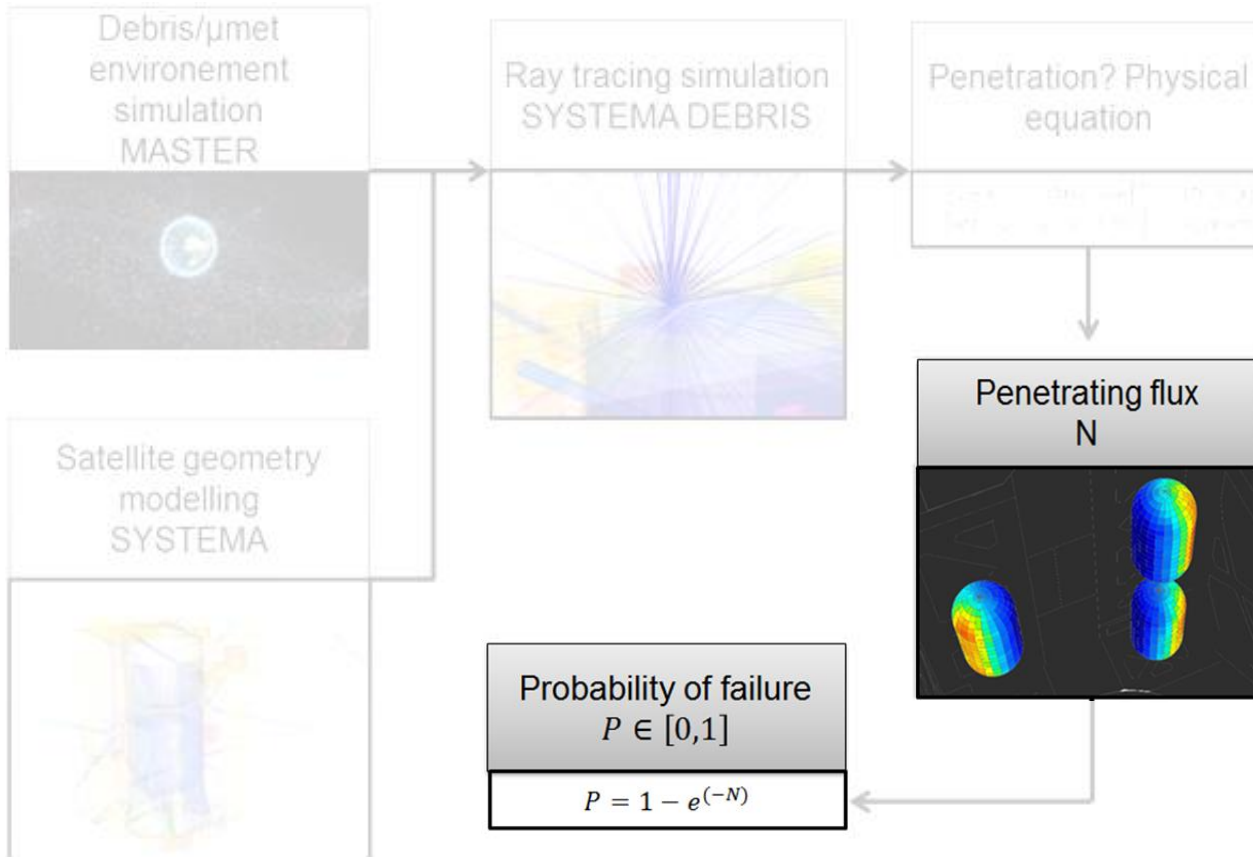 Debris/μmet
environement
simulation
MASTER
Ray tracing simulation
SYSTEMA DEBRIS
Penetration? Physical
equation
Satellite geometry
modelling
SYSTEMA
Penetrating flux
N
Probability of failure
P ∈ [0,1]
P = 1 − e^(−N)